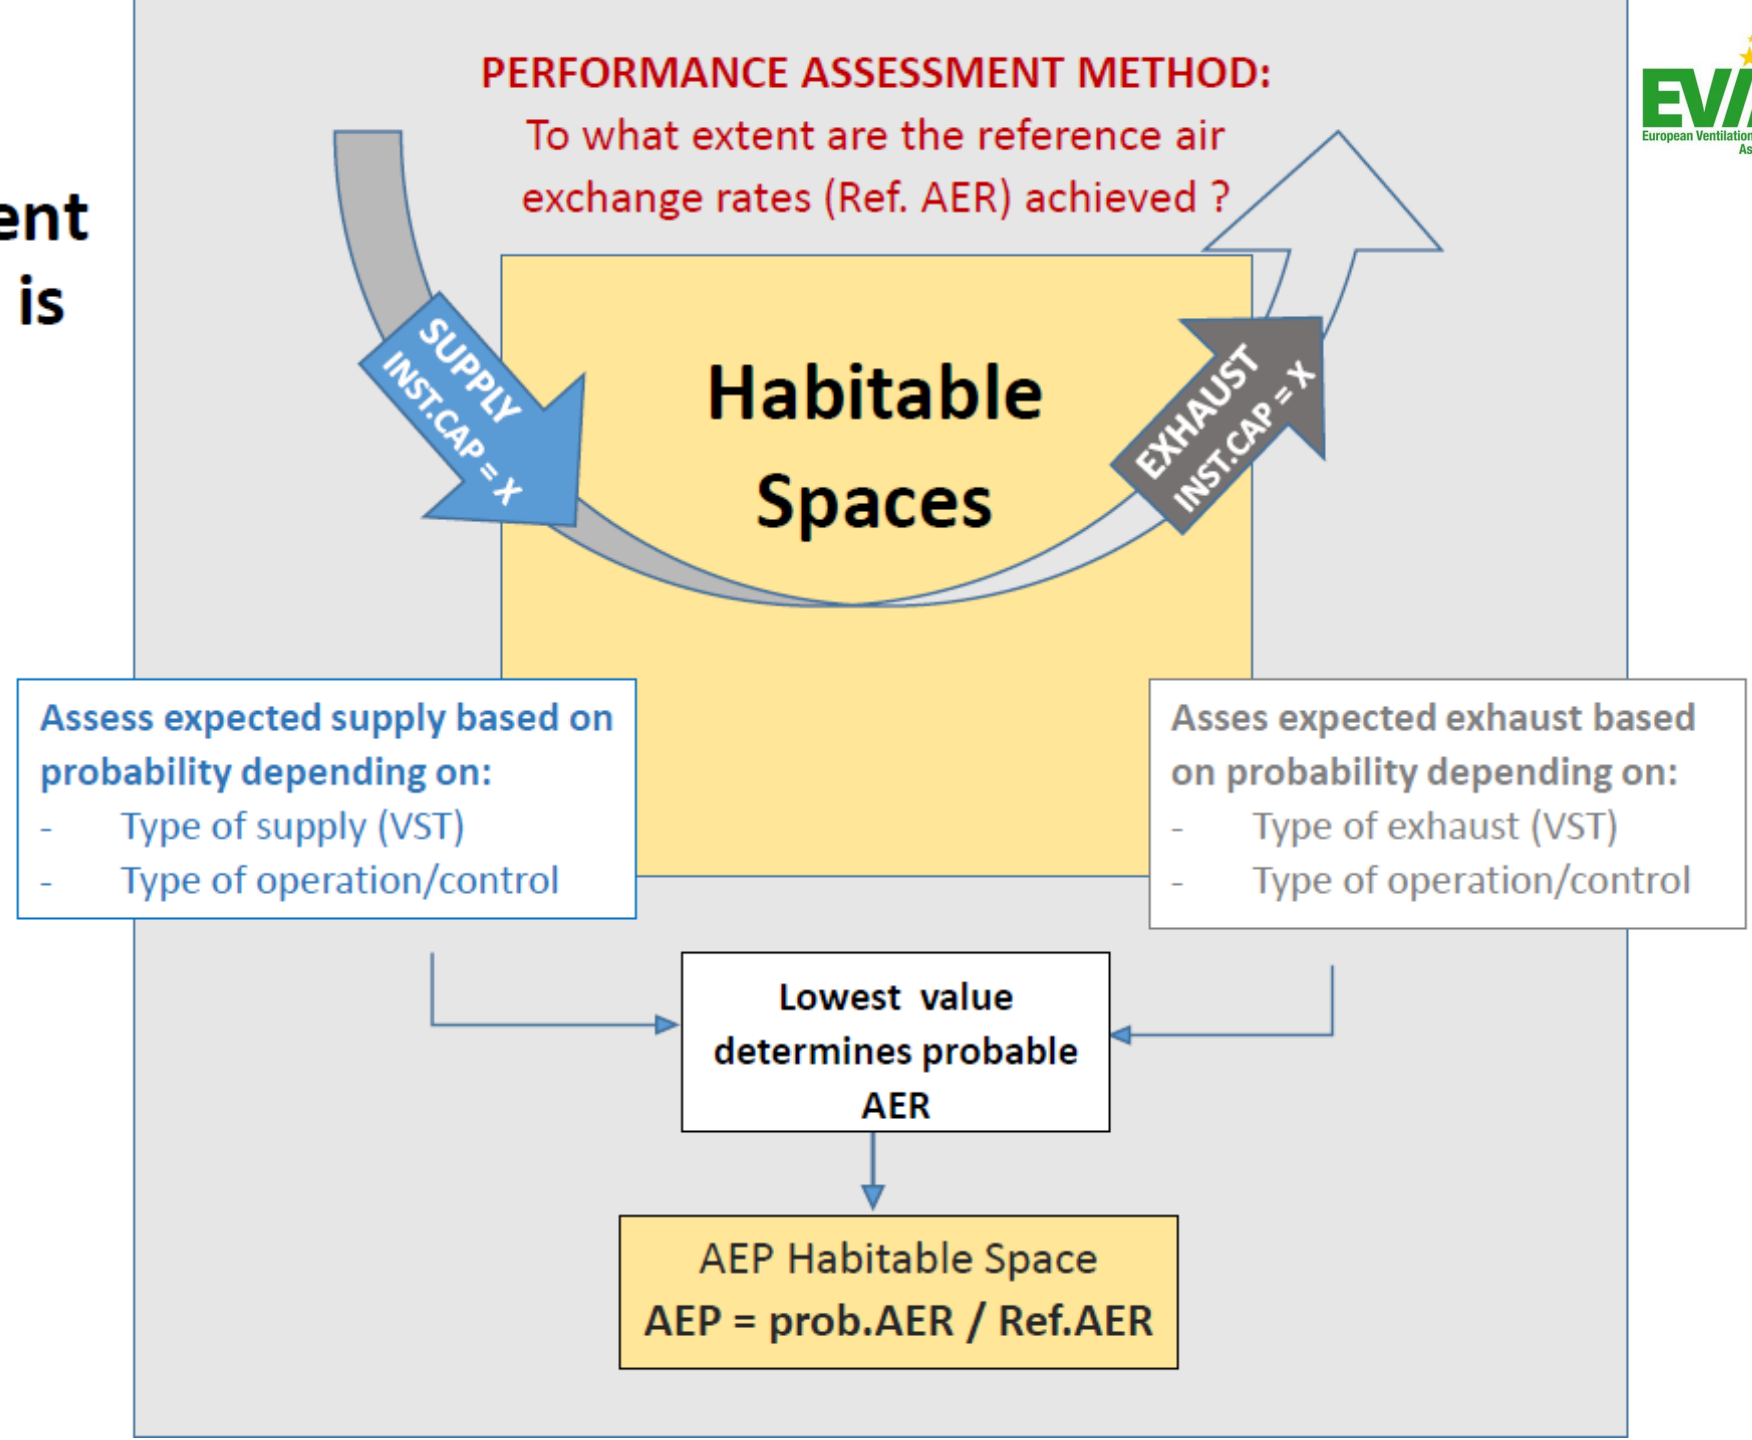 PERFORMANCE ASSESSMENT METHOD:
To what extent are the reference air
exchange rates (Ref. AER) achieved ?
European Ventilation
As
ent
is
SUPPLY
INST.CAP = X
Habitable
Spaces
EXHAUST
INST.CAP = X
Assess expected supply based on
probability depending on:
- Type of supply (VST)
- Type of operation/control
Asses expected exhaust based
on probability depending on:
- Type of exhaust (VST)
- Type of operation/control
Lowest value
determines probable
AER
AEP Habitable Space
AEP = prob.AER / Ref.AER